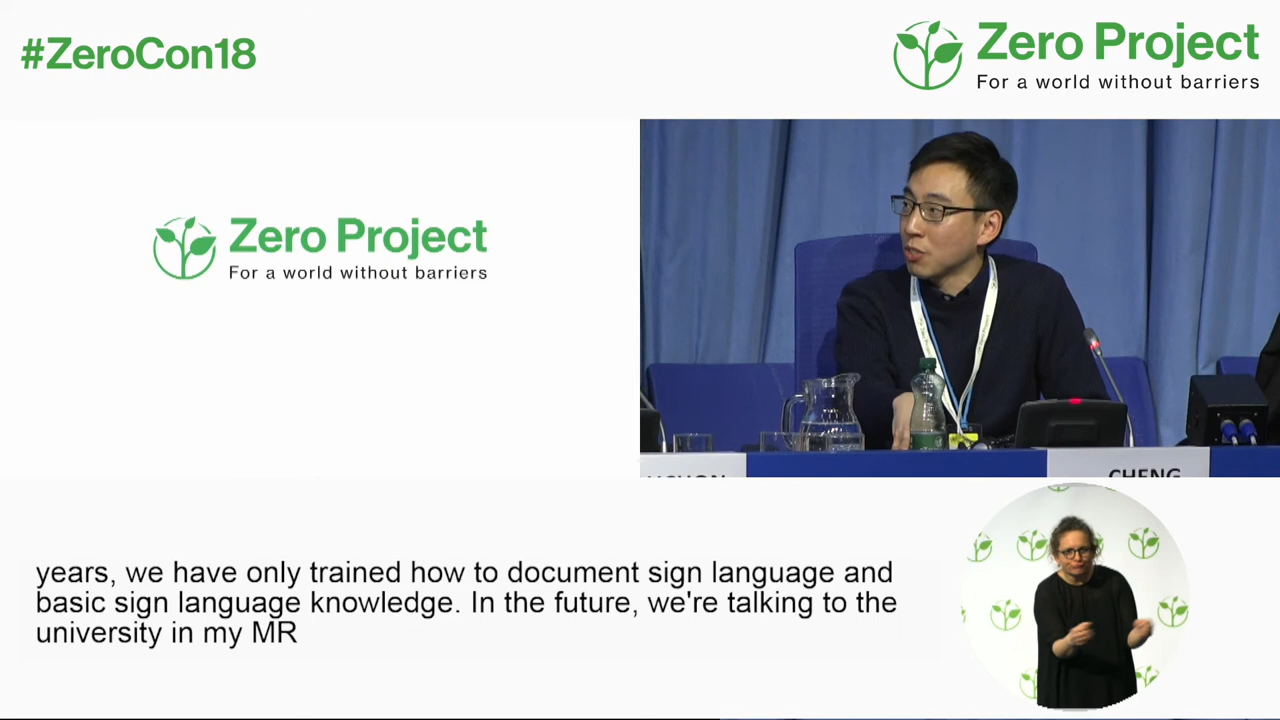 #ZeroCon18
Zero Project
For a world without barriers
Zero Project
For a world without barriers
CHENG
years, we have only trained how to document sign language and
basic sign language knowledge. In the future, we're talking to the
university in my MR